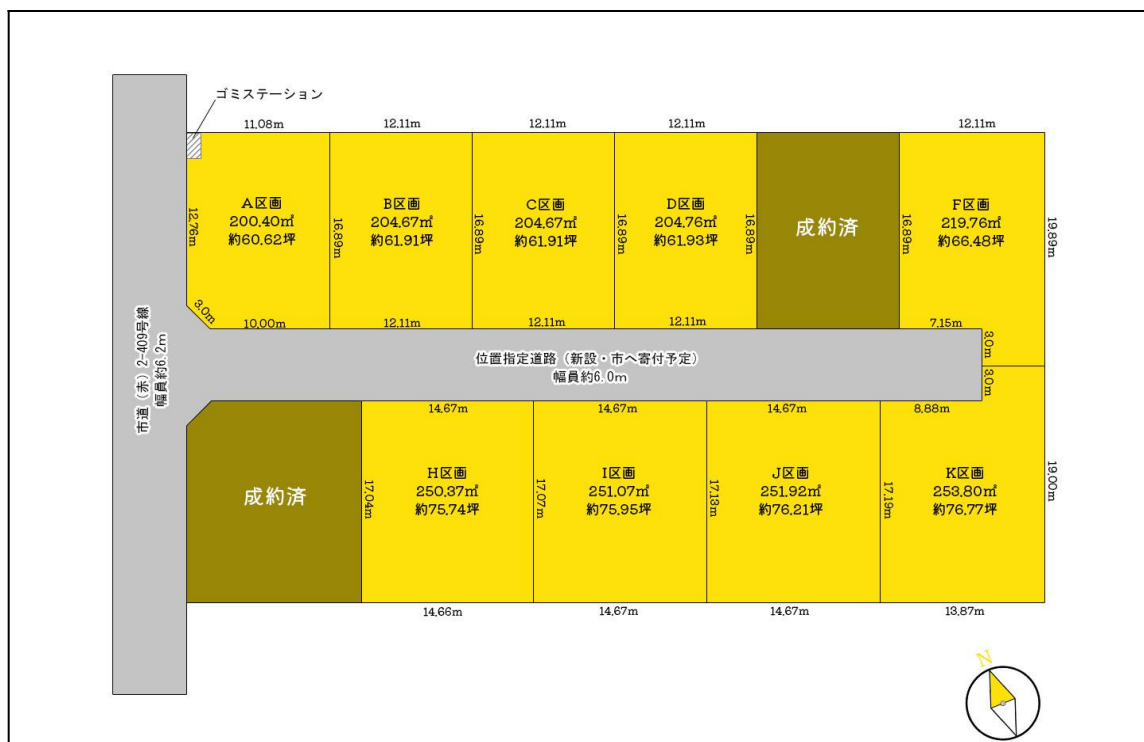 ゴミステーション
11.08m
12.11m
12.11m
12.11m
12.11m
A区画
200.40㎡
約60.62坪
B区画
204.67㎡
約61.91坪
C区画
204.67㎡
約61.91坪
D区画
204.76㎡
約61.93坪
成約済
F区画
219.76㎡
約66.48坪
12.76m
16.89m
16.89m
16.89m
16.89m
16.89m
19.89m
3.0m
10.00m
12.11m
12.11m
12.11m
7.15m
3.0m
3.0m
市道（赤）2-409号線
幅員約6.2m
位置指定道路（新設・市へ寄付予定）
幅員約6.0m
14.67m
14.67m
14.67m
8.88m
成約済
H区画
250.37㎡
約75.74坪
I区画
251.07㎡
約75.95坪
J区画
251.92㎡
約76.21坪
K区画
253.80㎡
約76.77坪
17.04m
17.07m
17.13m
17.19m
19.00m
14.66m
14.67m
14.67m
13.87m
N